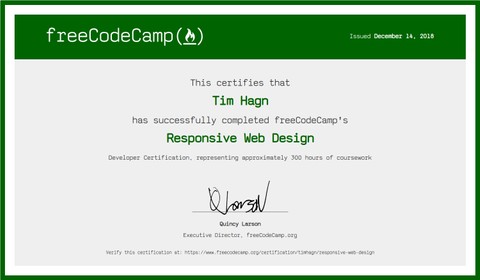 freeCodeCamp
Issued December 14, 2018
This certifies that
Tim Hagn
has successfully completed freeCodeCamp's
Responsive Web Design
Developer Certification, representing approximately 300 hours of coursework
Quincy Larson
Executive Director, freeCodeCamp.org
Verify this certification at: https://www.freecodecamp.org/certification/timhagn/responsive-web-design